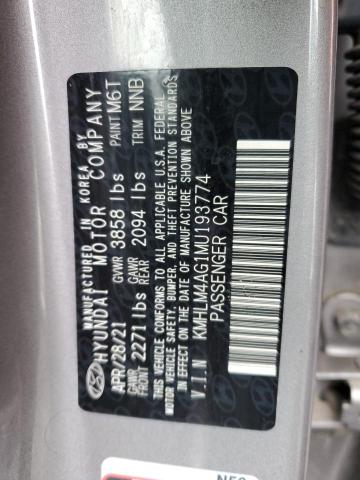 MANUFACTURED IN KOREA BY
HYUNDAI MOTOR COMPANY
APR/28/21 GVWR 3858 lbs PAINT M6T
GAWR FRONT 2271 lbs GAWR REAR 2094 lbs TRIM NNB
THIS VEHICLE CONFORMS TO ALL APPLICABLE U.S.A. FEDERAL
MOTOR VEHICLE SAFETY, BUMPER, AND THEFT PREVENTION STANDARDS
IN EFFECT ON THE DATE OF MANUFACTURE SHOWN ABOVE
V.I.N KMHLM4AG1MU193774
PASSENGER CAR